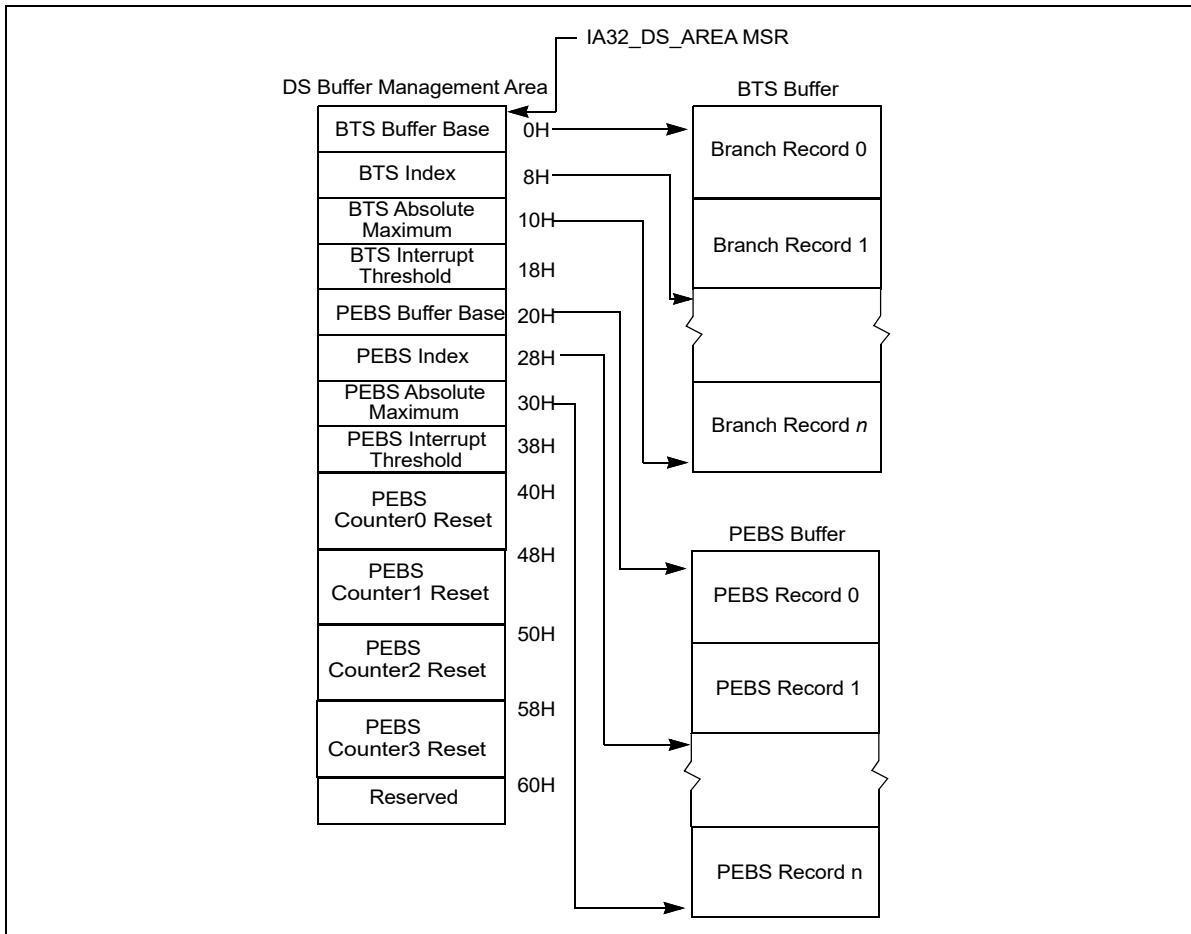 IA32_DS_AREA MSR
DS Buffer Management Area
BTS Buffer Base
0H
BTS Index
8H
BTS Absolute
Maximum
10H
BTS Interrupt
Threshold
18H
PEBS Buffer Base
20H
PEBS Index
28H
PEBS Absolute
Maximum
30H
PEBS Interrupt
Threshold
38H
PEBS
Counter0 Reset
40H
PEBS
Counter1 Reset
48H
PEBS
Counter2 Reset
50H
PEBS
Counter3 Reset
58H
Reserved
60H
BTS Buffer
Branch Record 0
Branch Record 1
Branch Record n
PEBS Buffer
PEBS Record 0
PEBS Record 1
PEBS Record n